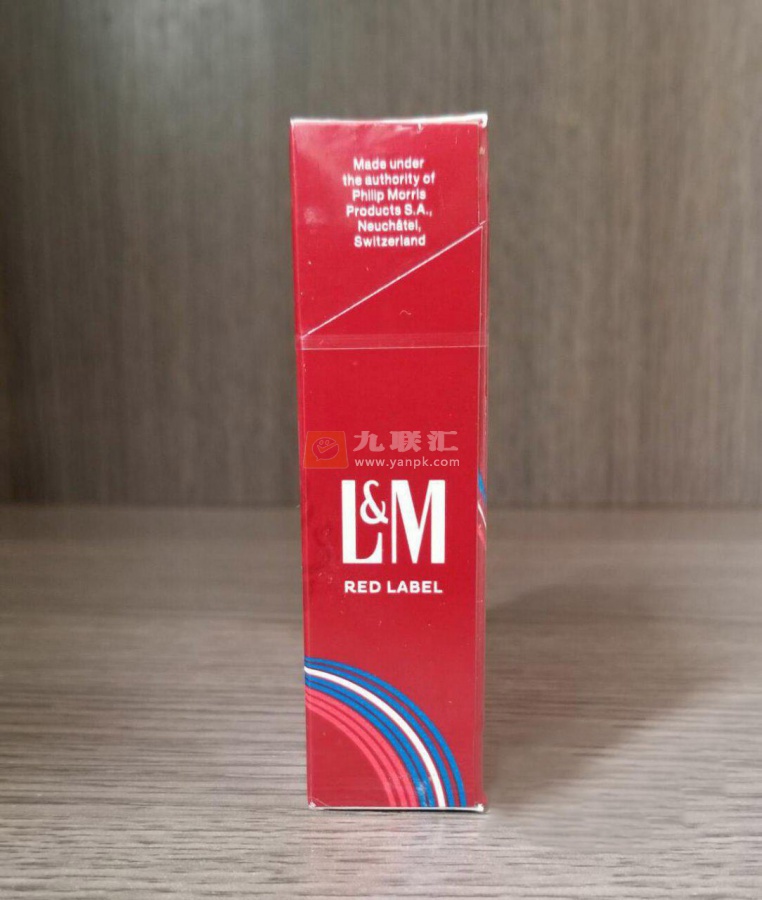 Made under
the authority of
Philip Morris
Products S.A.,
Neuchâtel,
Switzerland
九联汇
www.yanpk.com
L&M
RED LABEL